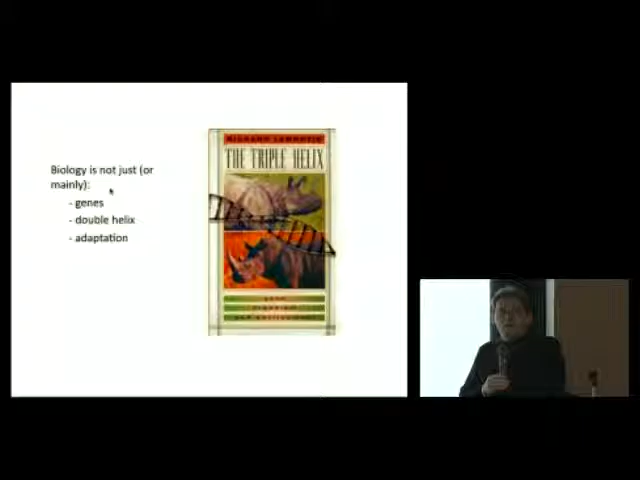 Biology is not just (or
mainly):
- genes
- double helix
- adaptation
RICHARD LEWONTIN
THE TRIPLE HELIX